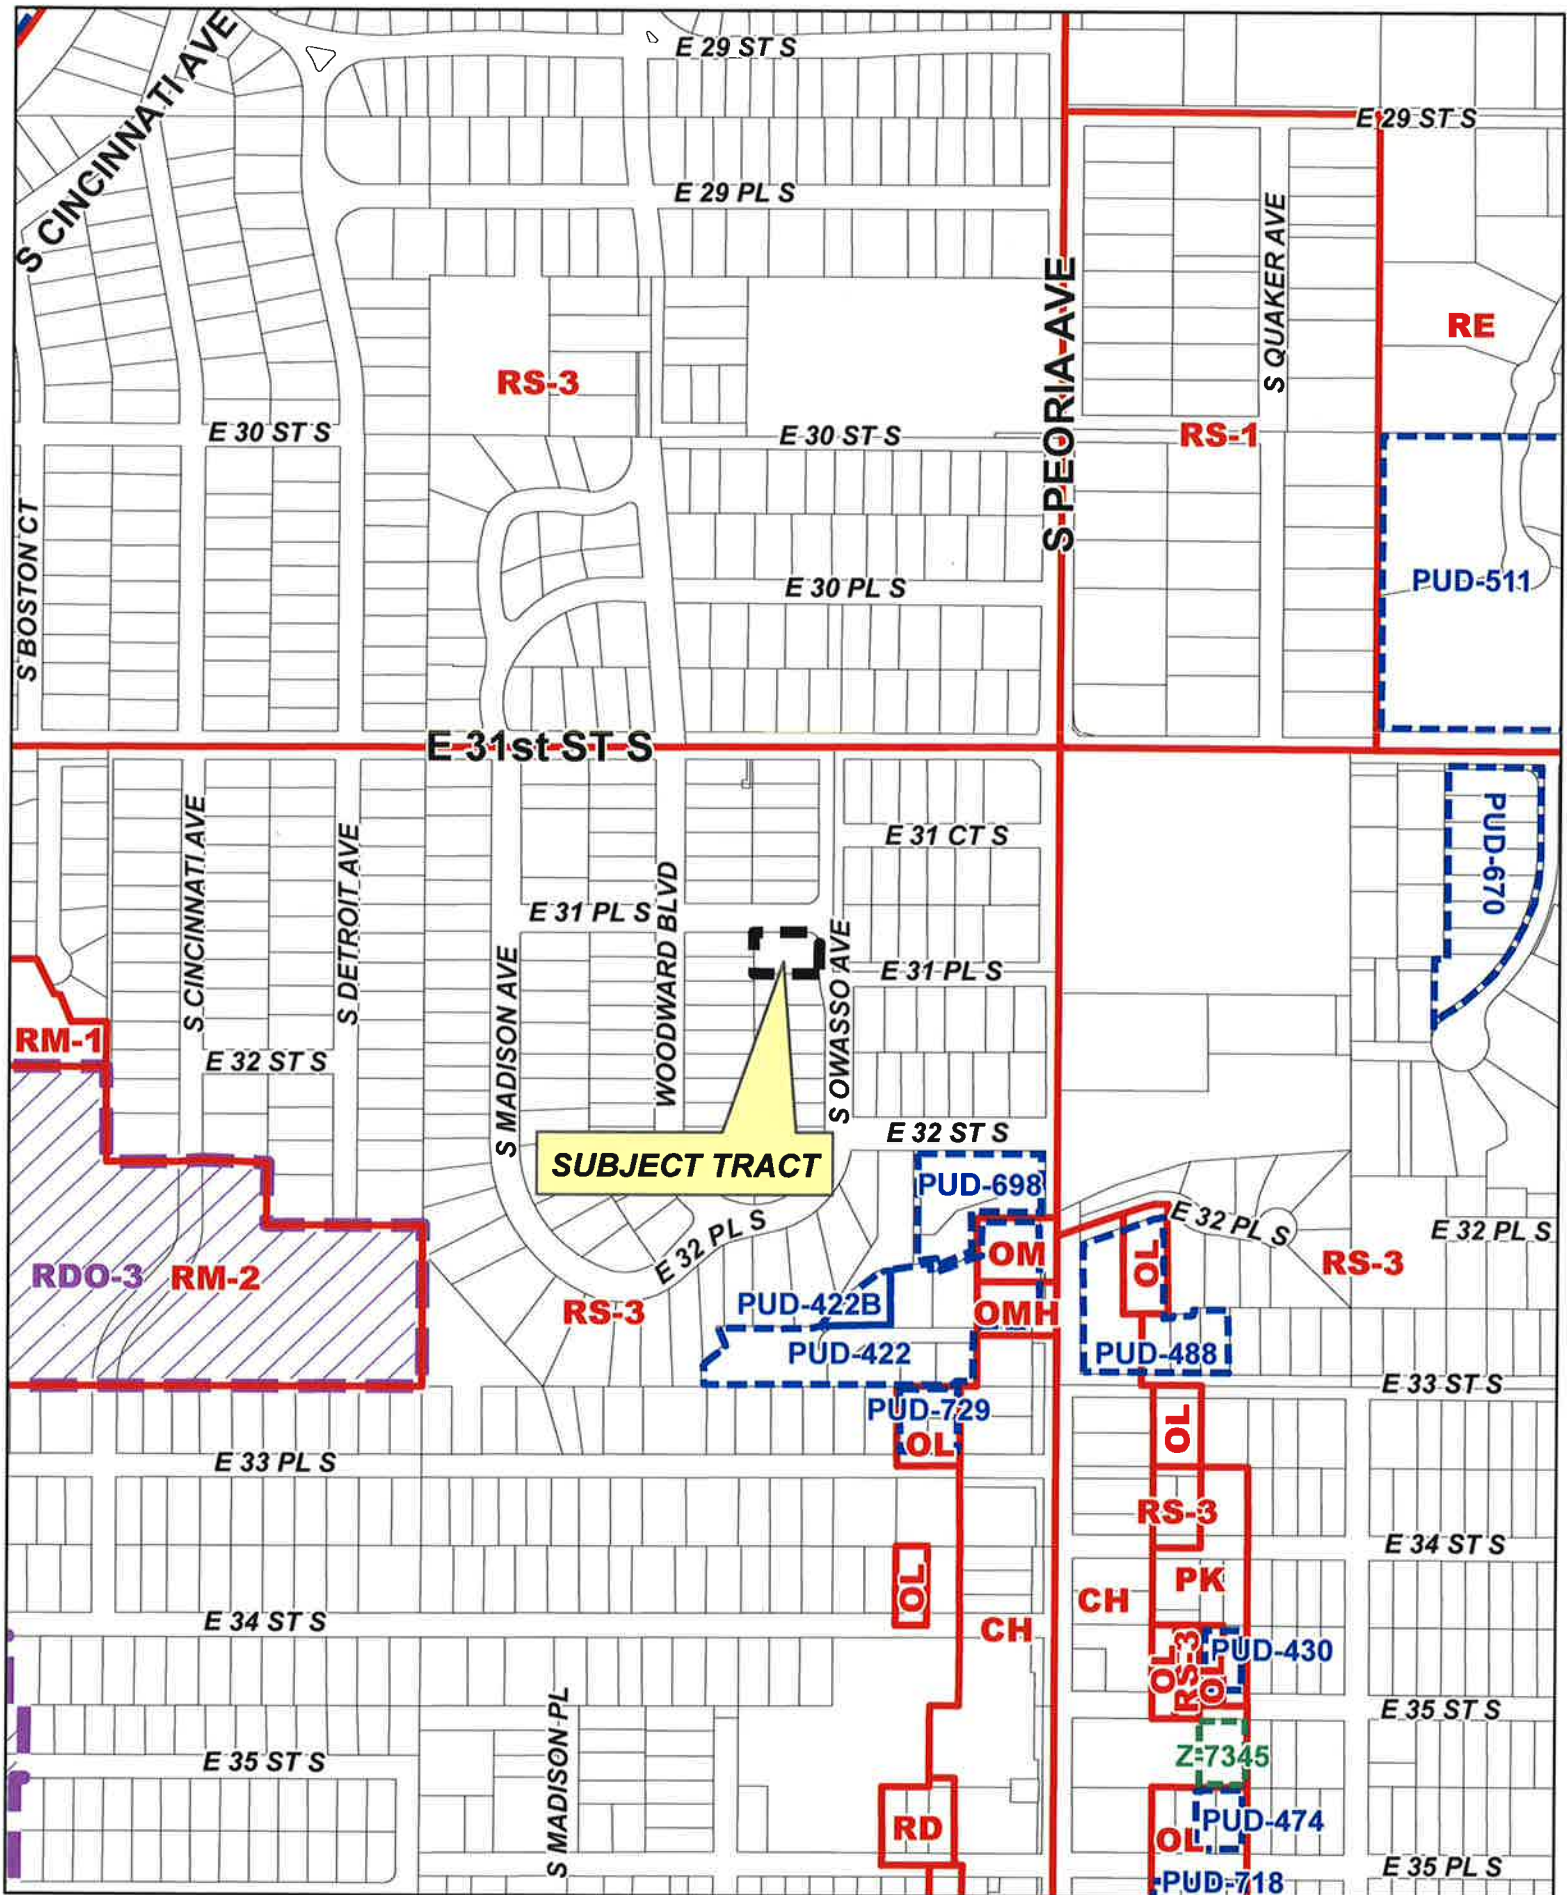 E 29 ST S
S CINCINNATI AVE
E 29 ST S
E 29 PL S
S PEORIA AVE
S QUAKER AVE
RE
RS-3
E 30 ST S
E 30 ST S
RS-1
S BOSTON CT
E 30 PL S
PUD-511
E 31st ST S
S CINCINNATI AVE
S DETROIT AVE
E 31 CT S
PUD-670
WOODWARD BLVD
E 31 PL S
S MADISON AVE
S OWASSO AVE
E 31 PL S
RM-1
E 32 ST S
E 32 ST S
SUBJECT TRACT
PUD-698
E 32 PL S
E 32 PL S
E 32 PL S
OM
OL
RS-3
RDO-3
RM-2
PUD-422B
RS-3
OMH
PUD-422
PUD-488
E 33 ST S
PUD-729
OL
OL
E 33 PL S
RS-3
E 34 ST S
OL
PK
CH
E 34 ST S
CH
OL
RS-3
OL
PUD-430
S MADISON PL
E 35 ST S
Z-7345
E 35 ST S
RD
PUD-474
OL
E 35 PL S
PUD-718